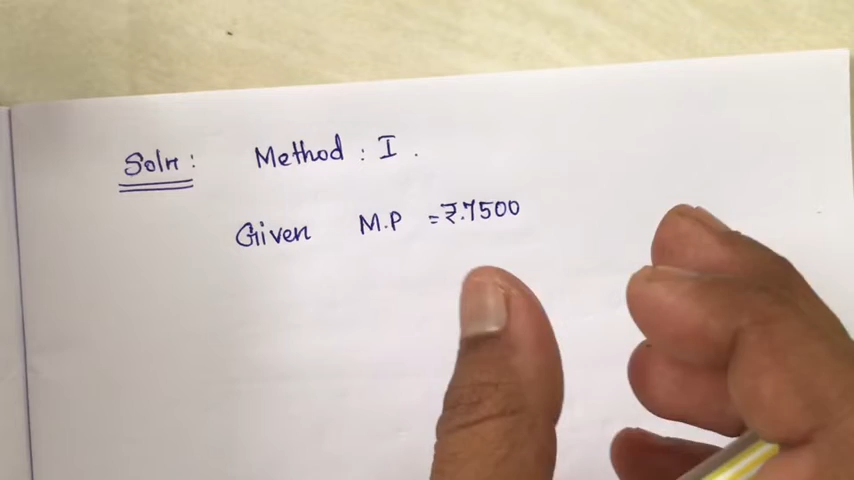 Soln: Method : I.
Given M.P = ₹.7500